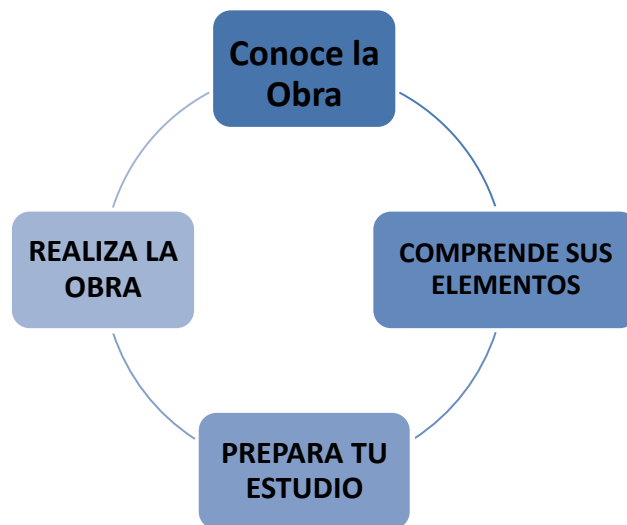 Conoce la
Obra
COMPRENDE SUS
ELEMENTOS
PREPARA TU
ESTUDIO
REALIZA LA
OBRA